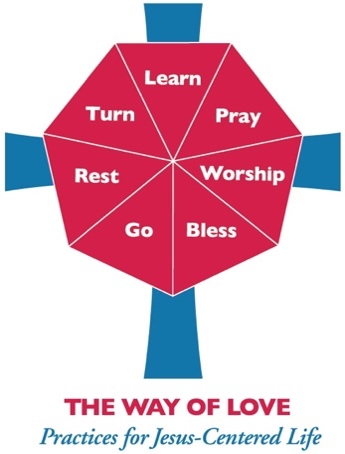 Learn
Turn
Pray
Rest
Worship
Go
Bless
THE WAY OF LOVE
Practices for Jesus-Centered Life